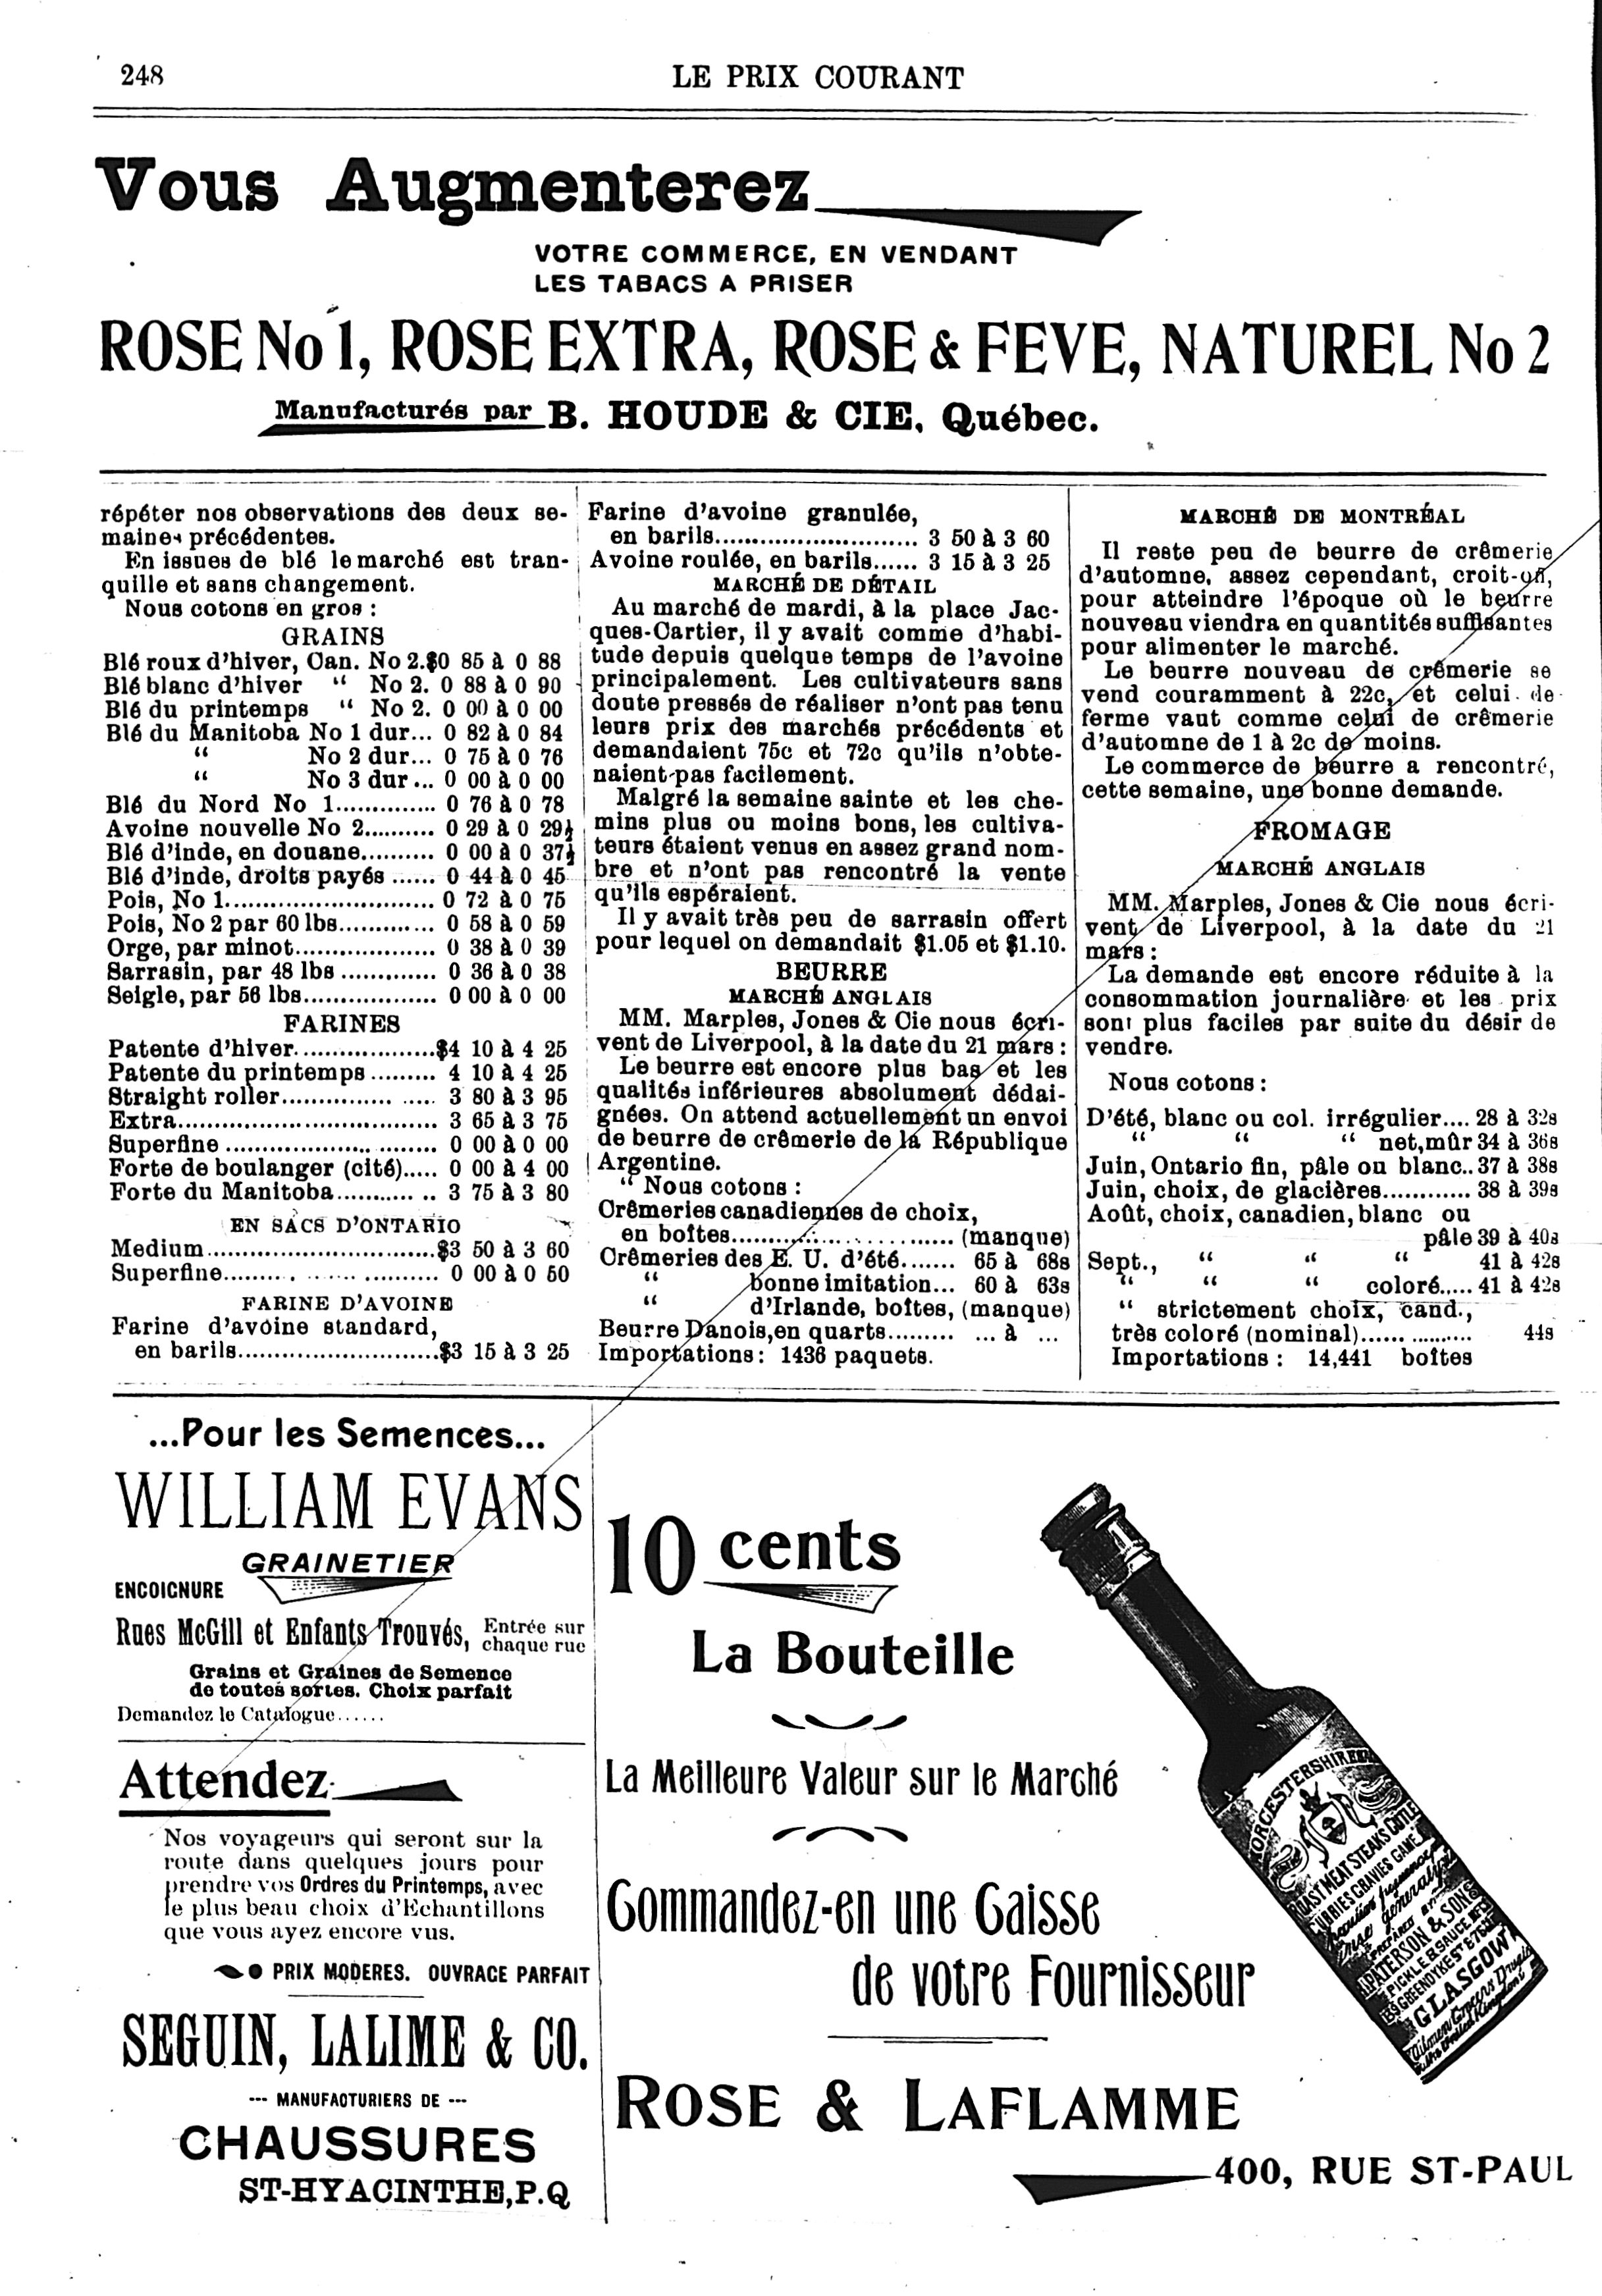 248
LE PRIX COURANT
Vous Augmenterez
VOTRE COMMERCE, EN VENDANT
LES TABACS A PRISER
ROSE No 1, ROSE EXTRA, ROSE & FEVE, NATUREL No 2
Manufacturés par B. HOUDE & CIE, Québec.
répéter nos observations des deux se-
maines précédentes.
En issues de blé le marché est tran-
quille et sans changement.
Nous cotons en gros :
GRAINS
Blé roux d'hiver, Can. No 2.$0 85 à 0 88
Blé blanc d'hiver " No 2. 0 88 à 0 90
Blé du printemps " No 2. 0 00 à 0 00
Blé du Manitoba No 1 dur... 0 82 à 0 84
" No 2 dur... 0 75 à 0 76
" No 3 dur... 0 00 à 0 00
Blé du Nord No 1.............. 0 76 à 0 78
Avoine nouvelle No 2.......... 0 29 à 0 29½
Blé d'inde, en douane.......... 0 00 à 0 37½
Blé d'inde, droits payés ...... 0 44 à 0 45
Pois, No 1.............................. 0 72 à 0 75
Pois, No 2 par 60 lbs............. 0 58 à 0 59
Orge, par minot.................... 0 38 à 0 39
Sarrasin, par 48 lbs ............. 0 36 à 0 38
Seigle, par 56 lbs................... 0 00 à 0 00
FARINES
Patente d'hiver....................$4 10 à 4 25
Patente du printemps ......... 4 10 à 4 25
Straight roller............... ..... 3 80 à 3 95
Extra..................................... 3 65 à 3 75
Superfine ..................... ........ 0 00 à 0 00
Forte de boulanger (cité)..... 0 00 à 4 00
Forte du Manitoba........... .. 3 75 à 3 80
EN SACS D'ONTARIO
Medium................................$3 50 à 3 60
Superfine......... . ...... .......... 0 00 à 0 50
FARINE D'AVOINE
Farine d'avoine standard,
en barils............................$3 15 à 3 25
Farine d'avoine granulée,
en barils............................ 3 50 à 3 60
Avoine roulée, en barils...... 3 15 à 3 25
MARCHÉ DE DÉTAIL
Au marché de mardi, à la place Jac-
ques-Cartier, il y avait comme d'habi-
tude depuis quelque temps de l'avoine
principalement. Les cultivateurs sans
doute pressés de réaliser n'ont pas tenu
leurs prix des marchés précédents et
demandaient 75c et 72c qu'ils n'obte-
naient pas facilement.
Malgré la semaine sainte et les che-
mins plus ou moins bons, les cultiva-
teurs étaient venus en assez grand nom-
bre et n'ont pas rencontré la vente
qu'ils espéraient.
Il y avait très peu de sarrasin offert
pour lequel on demandait $1.05 et $1.10.
BEURRE
MARCHÉ ANGLAIS
MM. Marples, Jones & Cie nous écri-
vent de Liverpool, à la date du 21 mars :
Le beurre est encore plus bas et les
qualités inférieures absolument dédai-
gnées. On attend actuellement un envoi
de beurre de crêmerie de la République
Argentine.
" Nous cotons :
Crêmeries canadiennes de choix,
en boîtes............................... (manque)
Crêmeries des E. U. d'été....... 65 à 68s
" bonne imitation... 60 à 63s
" d'Irlande, boîtes, (manque)
Beurre Danois,en quarts......... ... à ...
Importations : 1436 paquets.
MARCHÉ DE MONTRÉAL
Il reste peu de beurre de crêmerie
d'automne, assez cependant, croit-on,
pour atteindre l'époque où le beurre
nouveau viendra en quantités suffisantes
pour alimenter le marché.
Le beurre nouveau de crêmerie se
vend couramment à 22c, et celui de
ferme vaut comme celui de crêmerie
d'automne de 1 à 2c de moins.
Le commerce de beurre a rencontré,
cette semaine, une bonne demande.
FROMAGE
MARCHÉ ANGLAIS
MM. Marples, Jones & Cie nous écri-
vent de Liverpool, à la date du 21
mars :
La demande est encore réduite à la
consommation journalière et les prix
sont plus faciles par suite du désir de
vendre.
Nous cotons :
D'été, blanc ou col. irrégulier.... 28 à 32s
" " " net,mûr 34 à 36s
Juin, Ontario fin, pâle ou blanc.. 37 à 38s
Juin, choix, de glacières............ 38 à 39s
Août, choix, canadien, blanc ou
pâle 39 à 40s
Sept., " " " 41 à 42s
" " " coloré..... 41 à 42s
" strictement choix, cand.,
très coloré (nominal)...... .......... 44s
Importations : 14,441 boîtes
...Pour les Semences...
WILLIAM EVANS
GRAINETIER
ENCOIGNURE
Rues McGill et Enfants Trouvés, Entrée sur chaque rue
Grains et Graines de Semence
de toutes sortes. Choix parfait
Demandez le Catalogue......
Attendez
Nos voyageurs qui seront sur la
route dans quelques jours pour
prendre vos Ordres du Printemps, avec
le plus beau choix d'Echantillons
que vous ayez encore vus.
PRIX MODERES. OUVRACE PARFAIT
SEGUIN, LALIME & CO.
--- MANUFACTURIERS DE ---
CHAUSSURES
ST-HYACINTHE, P.Q
10 cents
La Bouteille
La Meilleure Valeur sur le Marché
Commandez-en une Caisse
de votre Fournisseur
ROSE & LAFLAMME
400, RUE ST-PAUL
WORCESTERSHIRE
ROAST MEAT STEAKS
CURRIES GRAVIES GAME
PATERSON & SONS
PICKLE & SAUCE
GLASGOW